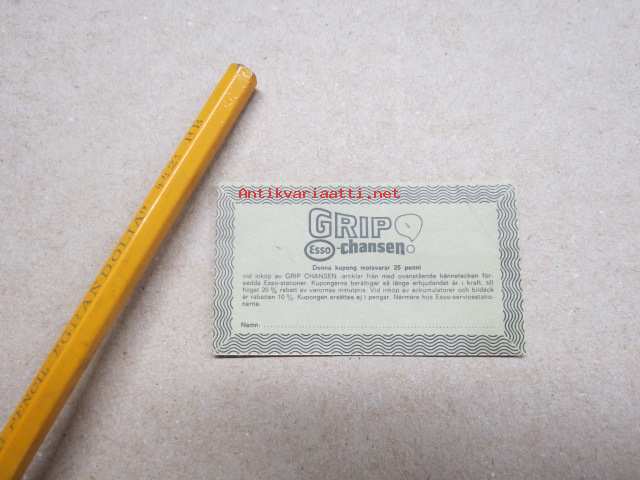 Antikvariaatti.net
GRIP
Esso -chansen!
Denna kupong motsvarar 25 penni
vid inköp av GRIP CHANSEN -artiklar från med ovanstående kännetecken för-
sedda Esso-stationer. Kupongerna berättigar så länge erbjudandet är i kraft, till
högst 20 % rabatt av varornas minutpris. Vid inköp av ackumulatorer och bildäck
är rabatten 10 %. Kupongen ersättes ej i pengar. Närmare hos Esso-servicestatio-
nerna.
Namn:
PENCIL "GRANDOLIA"